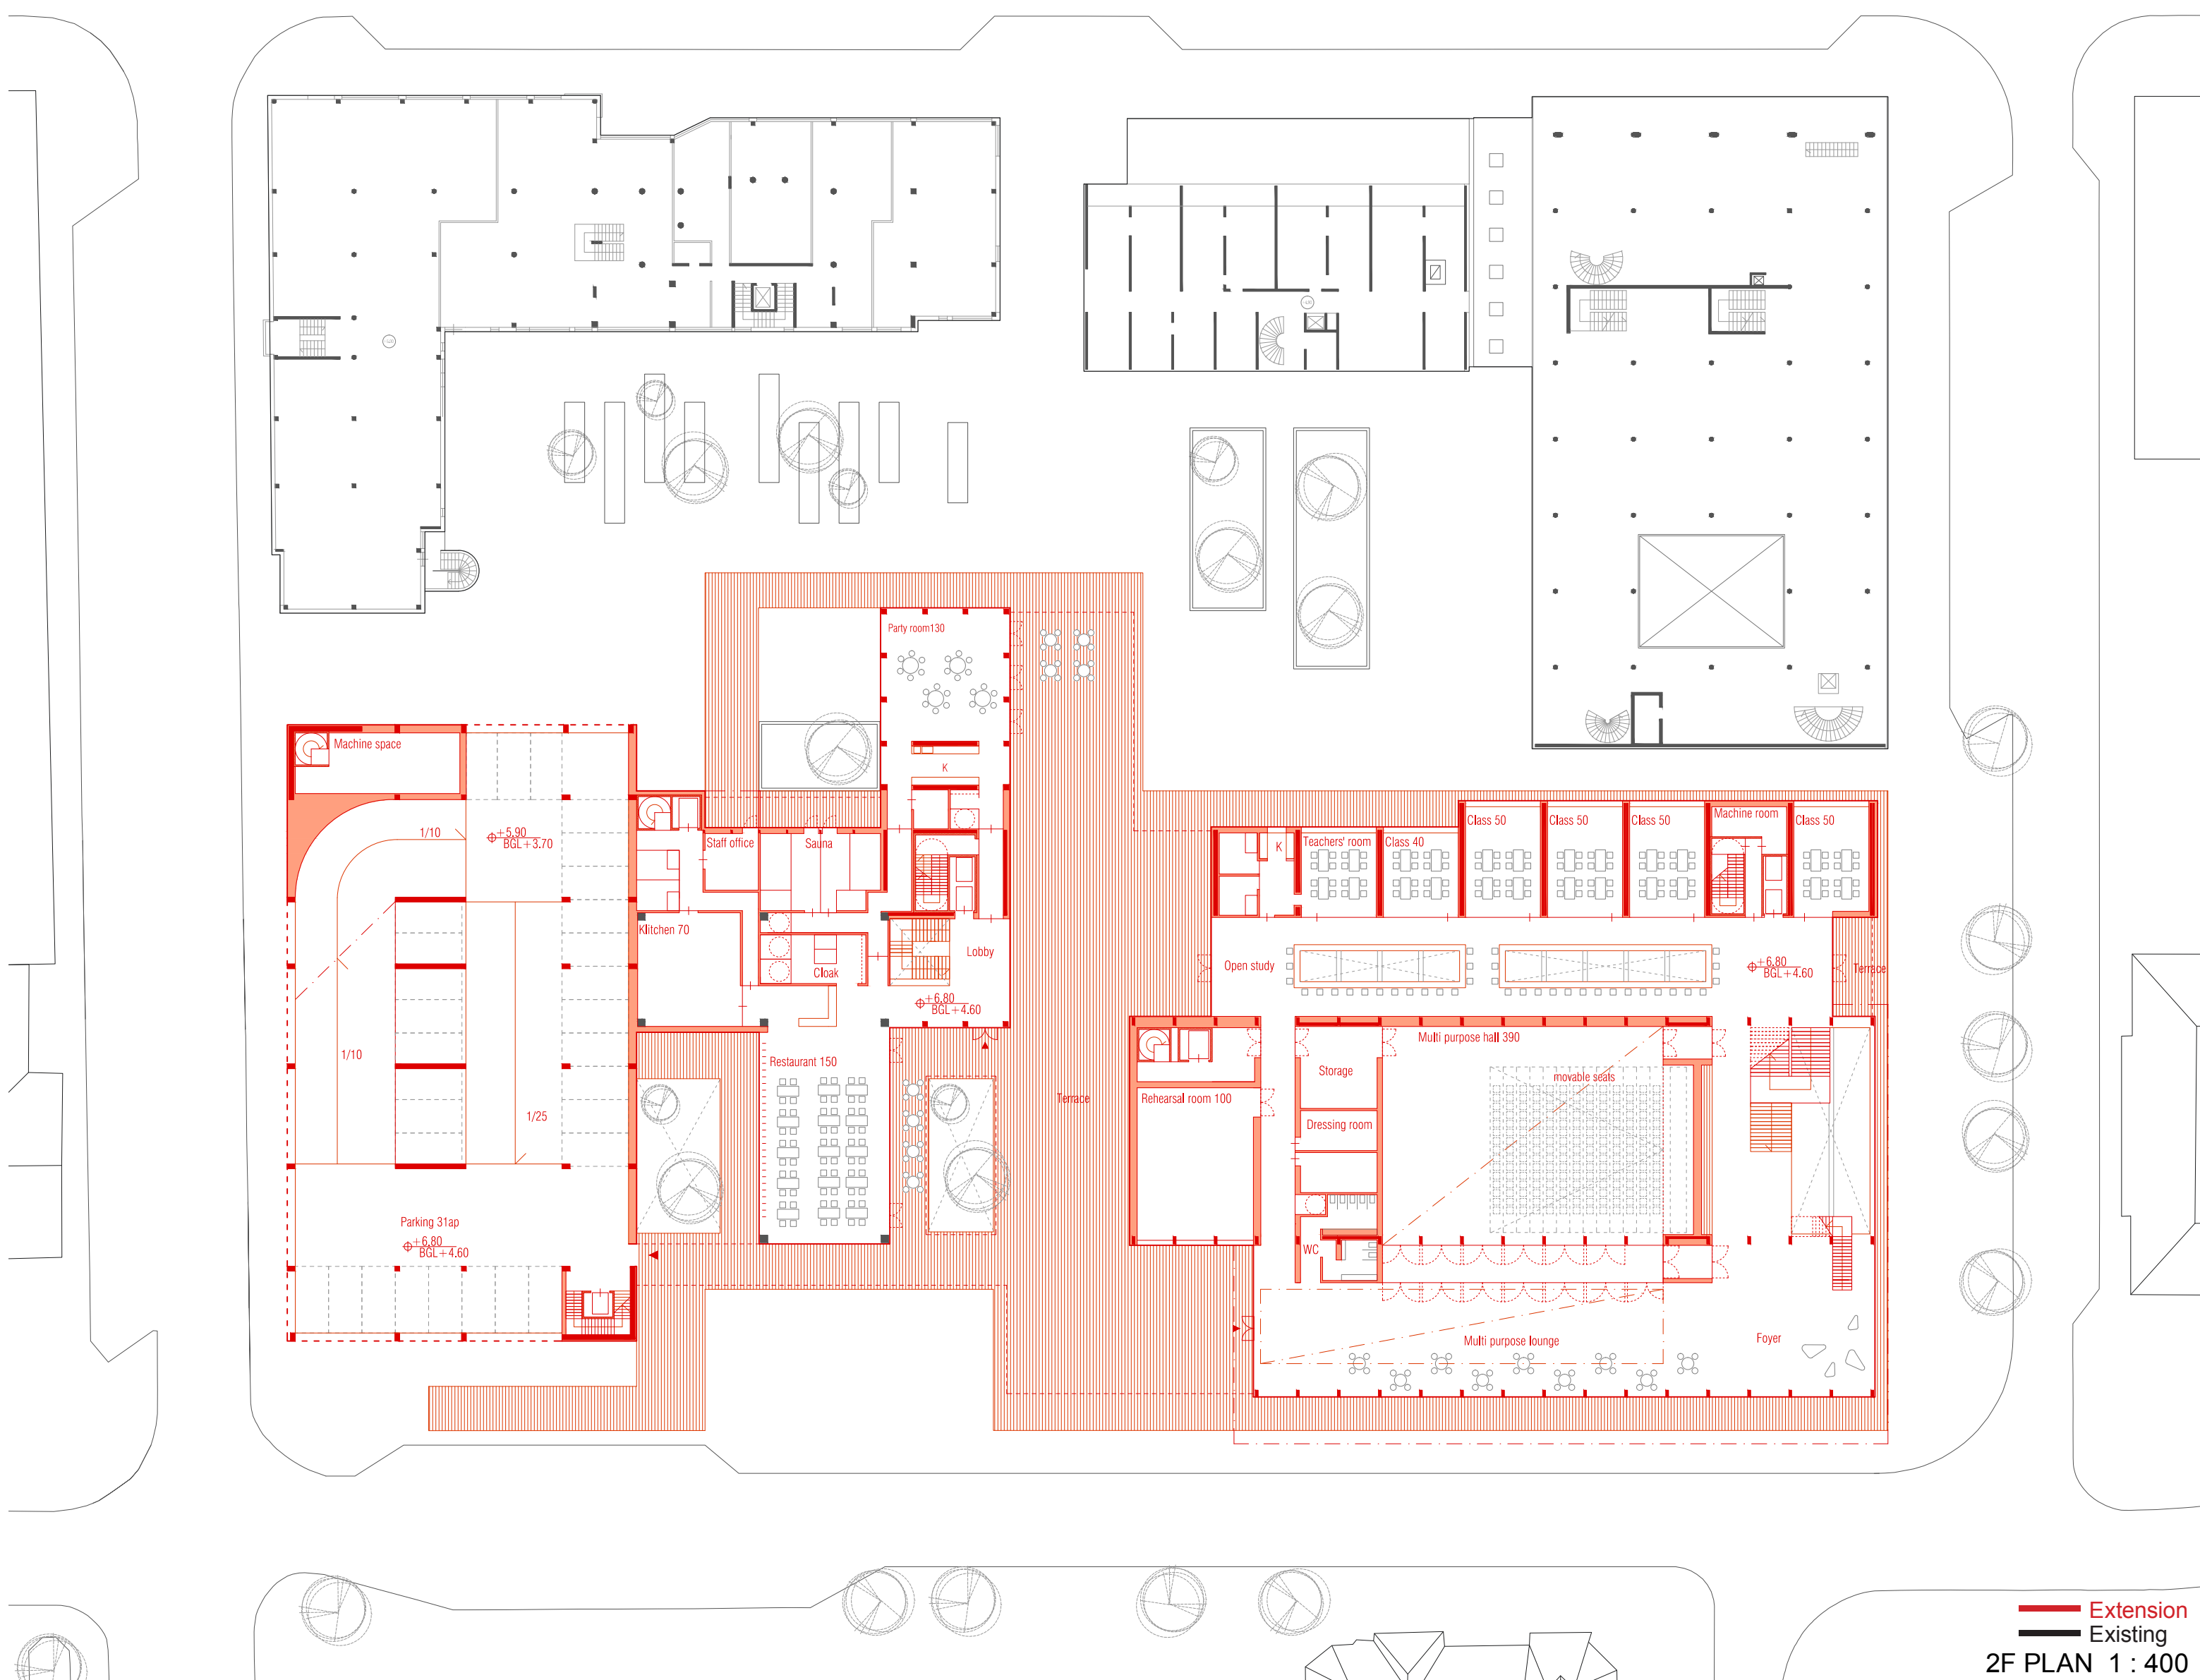 Party room130
Machine space
K
1/10
+5.90
BGL+3.70
Staff office
Sauna
Klitchen 70
Cloak
Lobby
+6.80
BGL+4.60
1/10
1/25
Restaurant 150
Parking 31ap
+6.80
BGL+4.60
Terrace
K
Teachers' room
Class 40
Class 50
Class 50
Class 50
Machine room
Class 50
Open study
+6.80
BGL+4.60
Terrace
Multi purpose hall 390
Storage
movable seats
Rehearsal room 100
Dressing room
WC
Multi purpose lounge
Foyer
Extension
Existing
2F PLAN 1 : 400